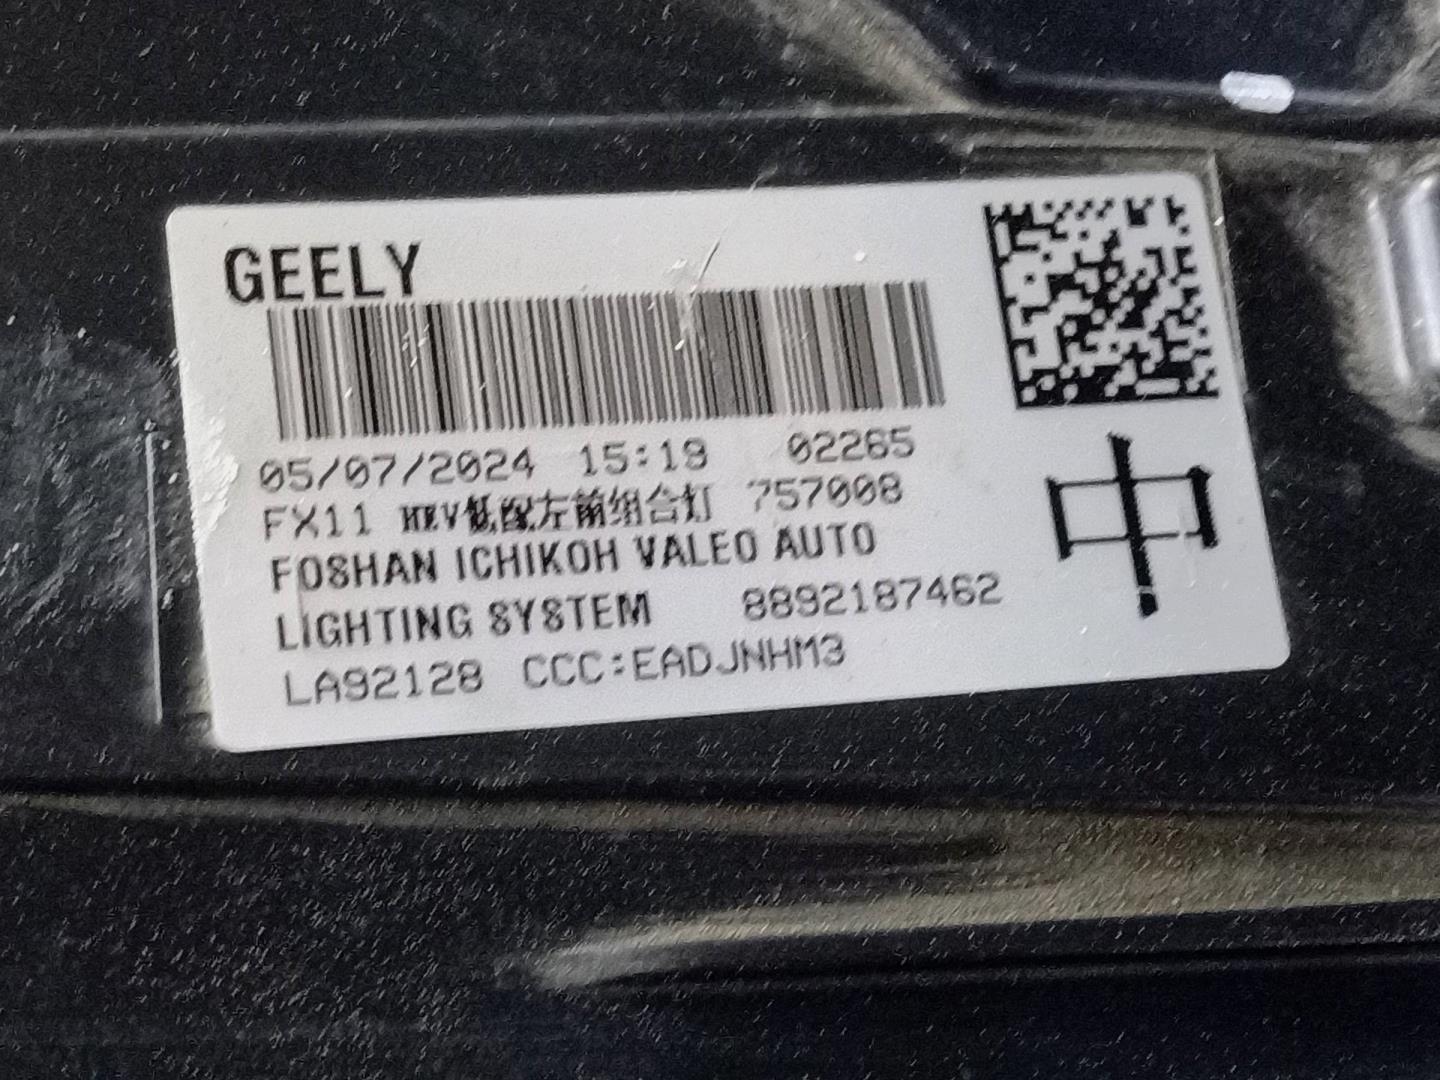 GEELY
05/07/2024 15:19 02265
FX11 HEV低配左前组合灯 757008
FOSHAN ICHIKOH VALEO AUTO
LIGHTING SYSTEM 8892187462
LA92128 CCC:EADJNHM3
中